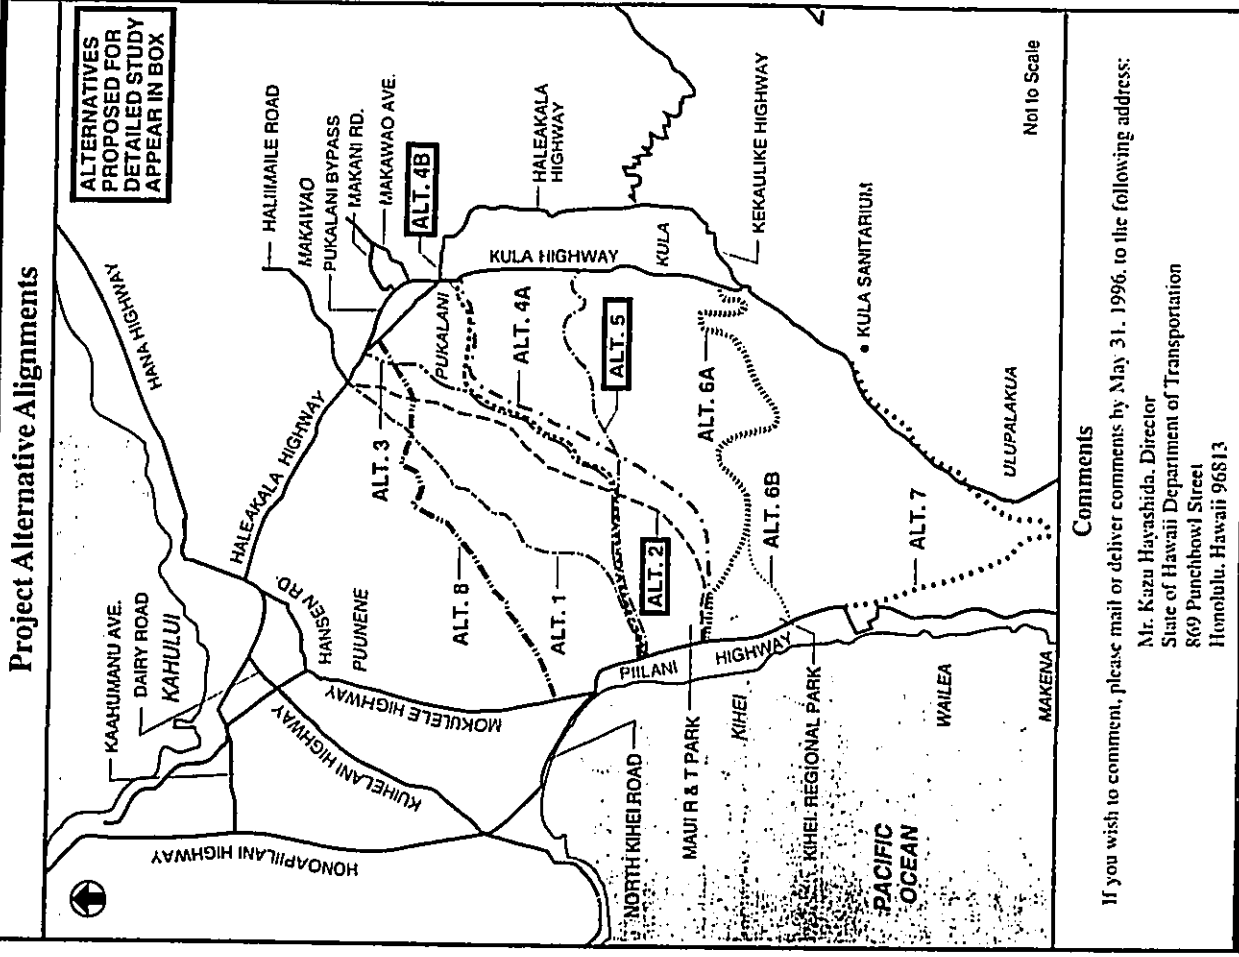 Project Alternative Alignments
ALTERNATIVES
PROPOSED FOR
DETAILED STUDY
APPEAR IN BOX
HANA HIGHWAY
HALIIMAILE ROAD
MAKAWAO
PUKALANI BYPASS
MAKANI RD.
MAKAWAO AVE.
ALT. 4B
HALEAKALA
HIGHWAY
KEKAULIKE HIGHWAY
Not to Scale
KAAHUMANU AVE.
DAIRY ROAD
KAHULUI
HALEAKALA HIGHWAY
HANSEN RD.
PUUNENE
PUKALANI
KULA HIGHWAY
KULA
KULA SANITARIUM
ALT. 3
ALT. 4A
ALT. 5
ALT. 6A
ALT. 8
ALT. 1
ALT. 2
ALT. 6B
ALT. 7
ULUPALAKUA
HONOAPIILANI HIGHWAY
KUIHELANI HIGHWAY
MOKULELE HIGHWAY
PIILANI
HIGHWAY
NORTH KIHEI ROAD
MAUI R & T PARK
KIHEI
KIHEI REGIONAL PARK
WAILEA
MAKENA
PACIFIC
OCEAN
Comments
If you wish to comment, please mail or deliver comments by May 31, 1996, to the following address:
Mr. Kazu Hayashida, Director
State of Hawaii Department of Transportation
869 Punchbowl Street
Honolulu, Hawaii 96813